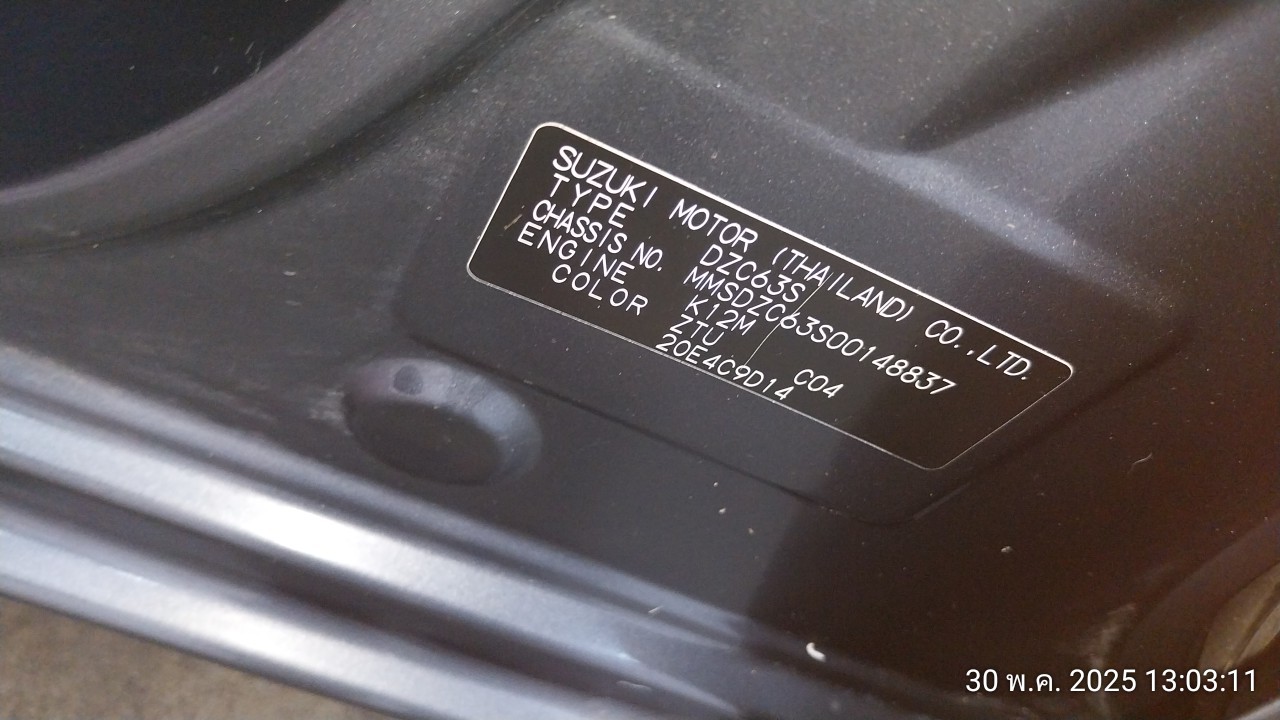 SUZUKI MOTOR (THAILAND) CO.,LTD.
TYPE DZC63S
CHASSIS NO. MMSDZC63S00148837
ENGINE K12M
COLOR ZTU C04
20E4C9D14
30 พ.ค. 2025 13:03:11